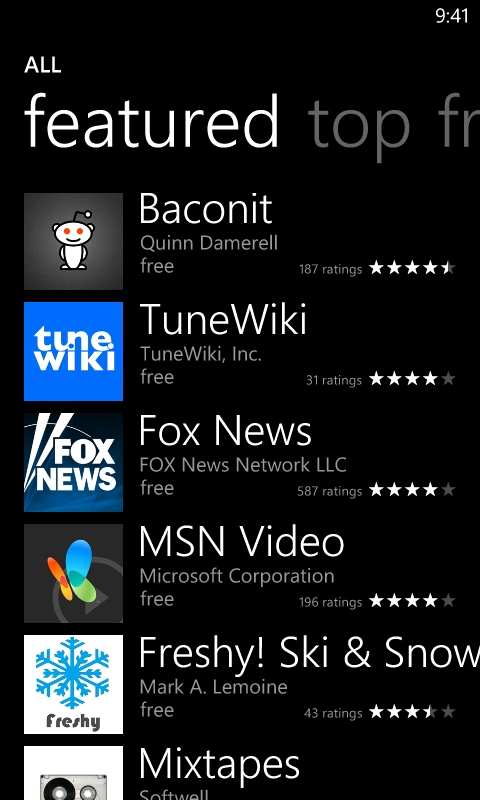 9:41
ALL
featured top fr
Baconit
Quinn Damerell
free
187 ratings
tune
wiki
TuneWiki
TuneWiki, Inc.
free
31 ratings
FOX
NEWS
Fox News
FOX News Network LLC
free
587 ratings
MSN Video
Microsoft Corporation
free
196 ratings
Freshy
Freshy! Ski & Snow
Mark A. Lemoine
free
43 ratings
Mixtapes
Softwell